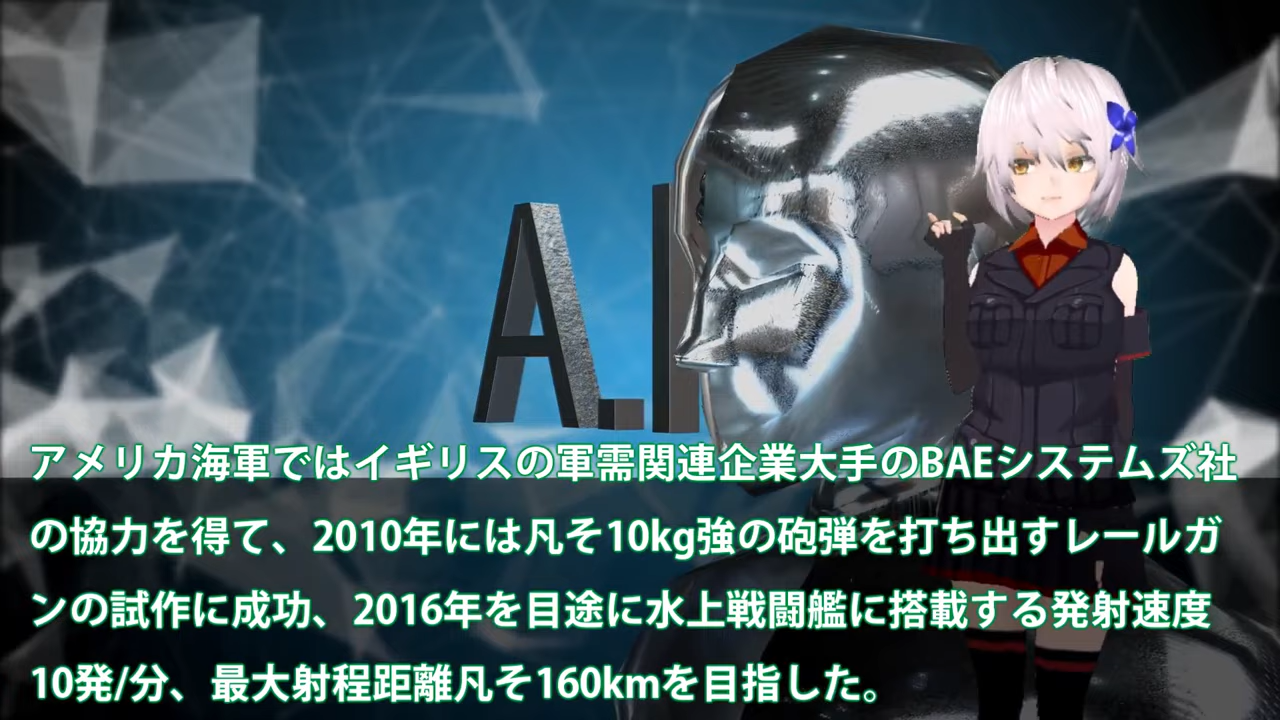 A.I
アメリカ海軍ではイギリスの軍需関連企業大手のBAEシステムズ社
の協力を得て、2010年には凡そ10kg強の砲弾を打ち出すレールガ
ンの試作に成功、2016年を目途に水上戦闘艦に搭載する発射速度
10発/分、最大射程距離凡そ160kmを目指した。